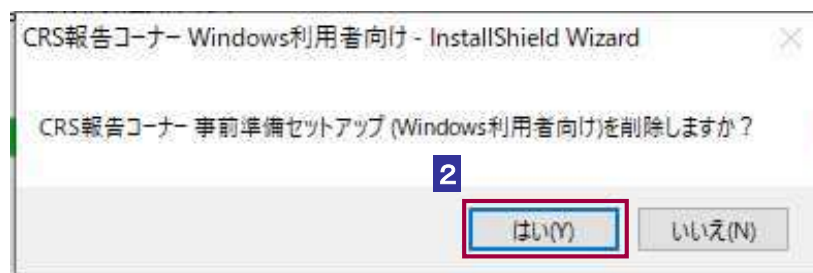 CRS報告コーナー Windows利用者向け - InstallShield Wizard
CRS報告コーナー 事前準備セットアップ (Windows利用者向け)を削除しますか？
2
はい(Y)
いいえ(N)